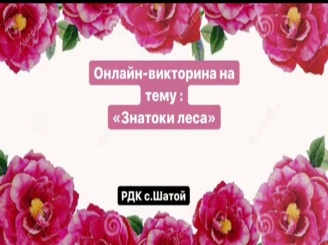 Онлайн-викторина на
тему :
«Знатоки леса»
РДК с.Шатой